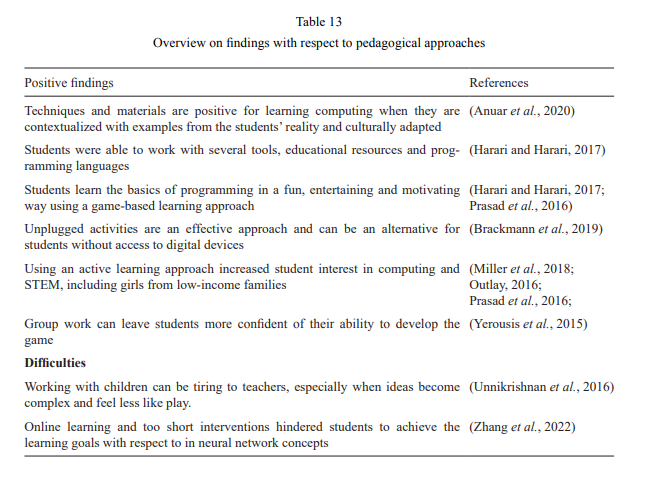 Table 13
Overview on findings with respect to pedagogical approaches
Positive findings References
Techniques and materials are positive for learning computing when they are (Anuar et al., 2020)
contextualized with examples from the students' reality and culturally adapted
Students were able to work with several tools, educational resources and prog- (Harari and Harari, 2017)
ramming languages
Students learn the basics of programming in a fun, entertaining and motivating (Harari and Harari, 2017;
way using a game-based learning approach Prasad et al., 2016)
Unplugged activities are an effective approach and can be an alternative for (Brackmann et al., 2019)
students without access to digital devices
Using an active learning approach increased student interest in computing and (Miller et al., 2018;
STEM, including girls from low-income families Outlay, 2016;
Prasad et al., 2016;
Group work can leave students more confident of their ability to develop the (Yerousis et al., 2015)
game
Difficulties
Working with children can be tiring to teachers, especially when ideas become (Unnikrishnan et al., 2016)
complex and feel less like play.
Online learning and too short interventions hindered students to achieve the (Zhang et al., 2022)
learning goals with respect to in neural network concepts